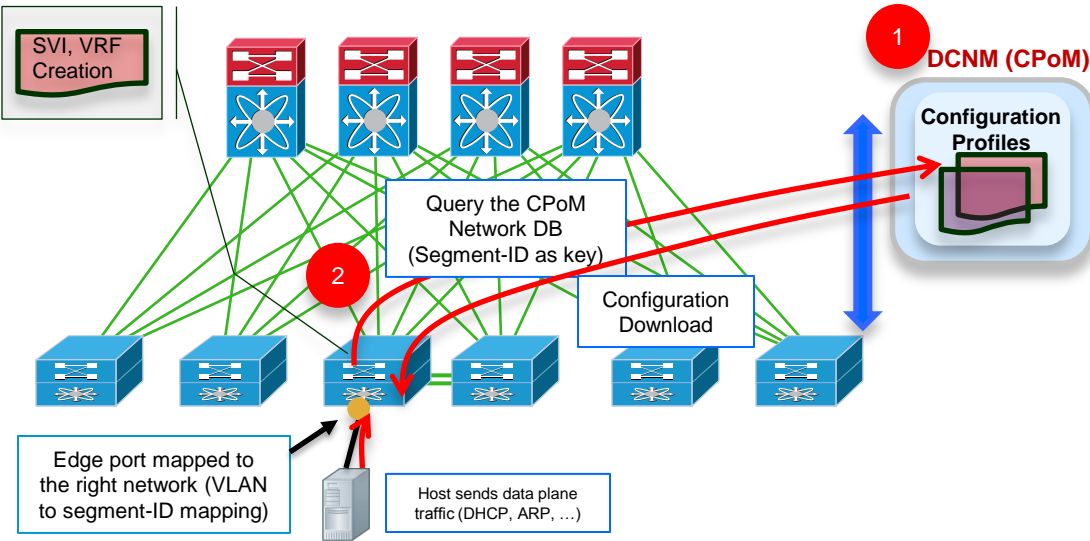 SVI, VRF
Creation
1
DCNM (CPoM)
Configuration
Profiles
Query the CPoM
Network DB
(Segment-ID as key)
2
Configuration
Download
Edge port mapped to
the right network (VLAN
to segment-ID mapping)
Host sends data plane
traffic (DHCP, ARP, …)